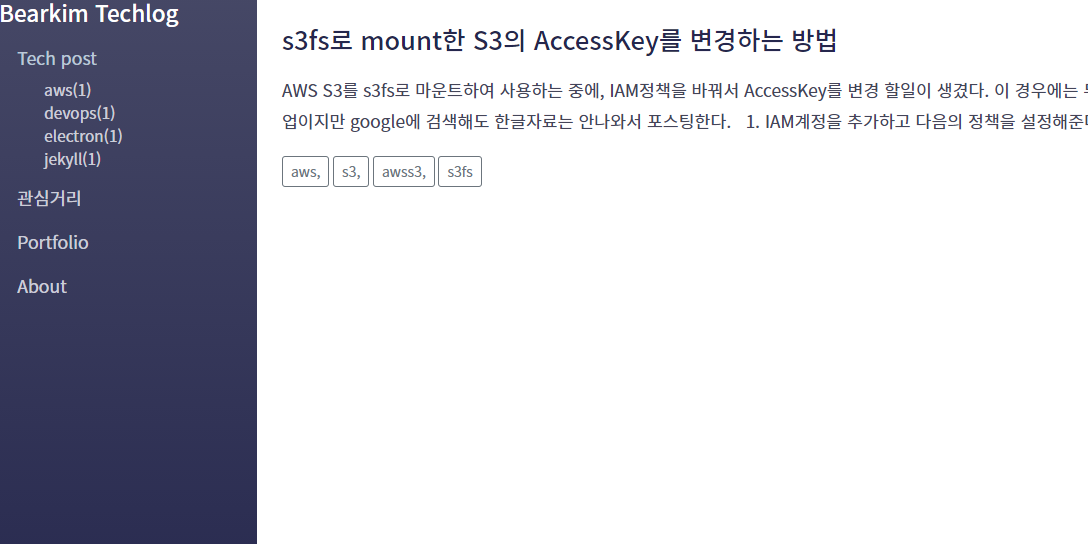 Bearkim Techlog
Tech post
aws(1)
devops(1)
electron(1)
jekyll(1)
관심거리
Portfolio
About
s3fs로 mount한 S3의 AccessKey를 변경하는 방법
AWS S3를 s3fs로 마운트하여 사용하는 중에, IAM정책을 바꿔서 AccessKey를 변경 할일이 생겼다. 이 경우에는
업이지만 google에 검색해도 한글자료는 안나와서 포스팅한다. 1. IAM계정을 추가하고 다음의 정책을
aws, s3, awss3, s3fs